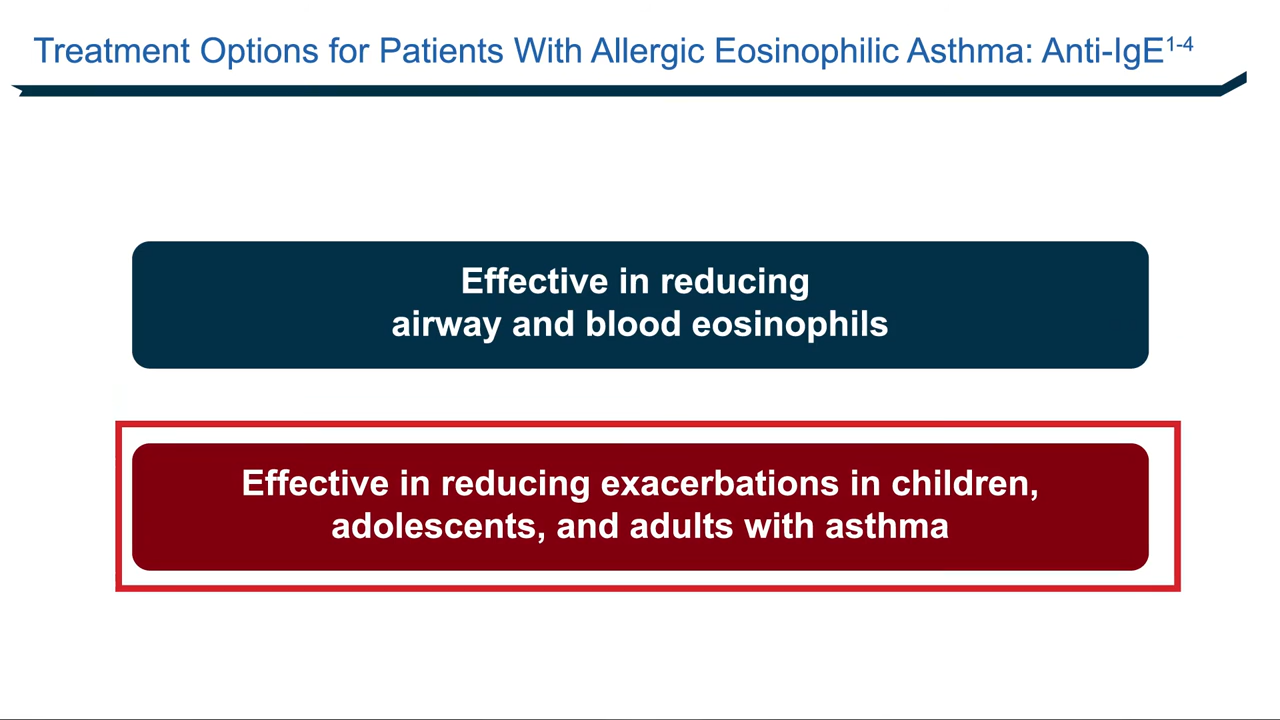 Treatment Options for Patients With Allergic Eosinophilic Asthma: Anti-IgE1-4
Effective in reducing
airway and blood eosinophils
Effective in reducing exacerbations in children,
adolescents, and adults with asthma